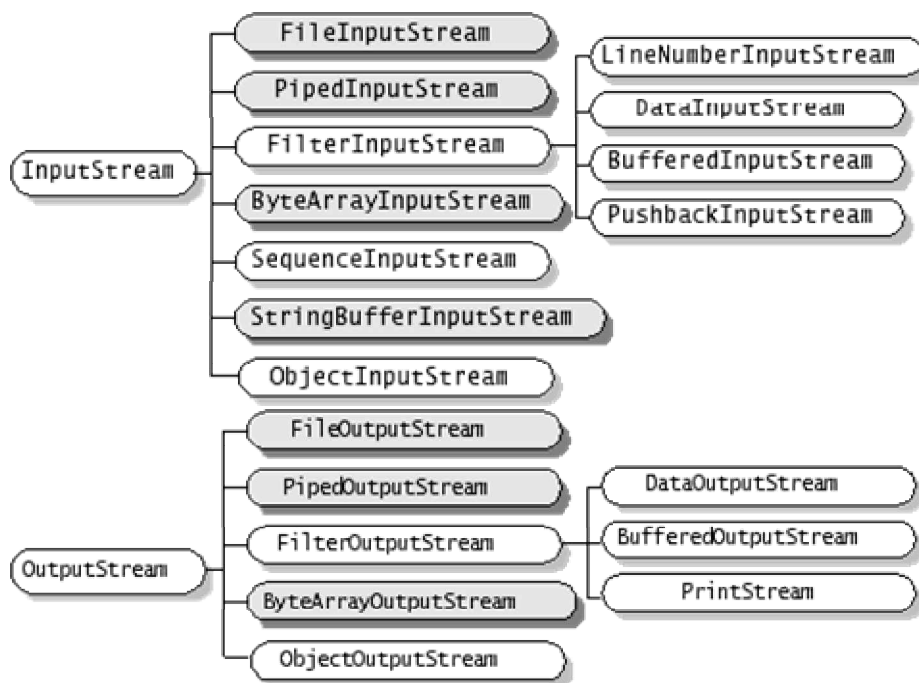 FileInputStream
LineNumberInputStream
PipedInputStream
DataInputStream
FilterInputStream
BufferedInputStream
InputStream
ByteArrayInputStream
PushbackInputStream
SequenceInputStream
StringBufferInputStream
ObjectInputStream
FileOutputStream
PipedOutputStream
DataOutputStream
FilterOutputStream
BufferedOutputStream
OutputStream
ByteArrayOutputStream
PrintStream
ObjectOutputStream